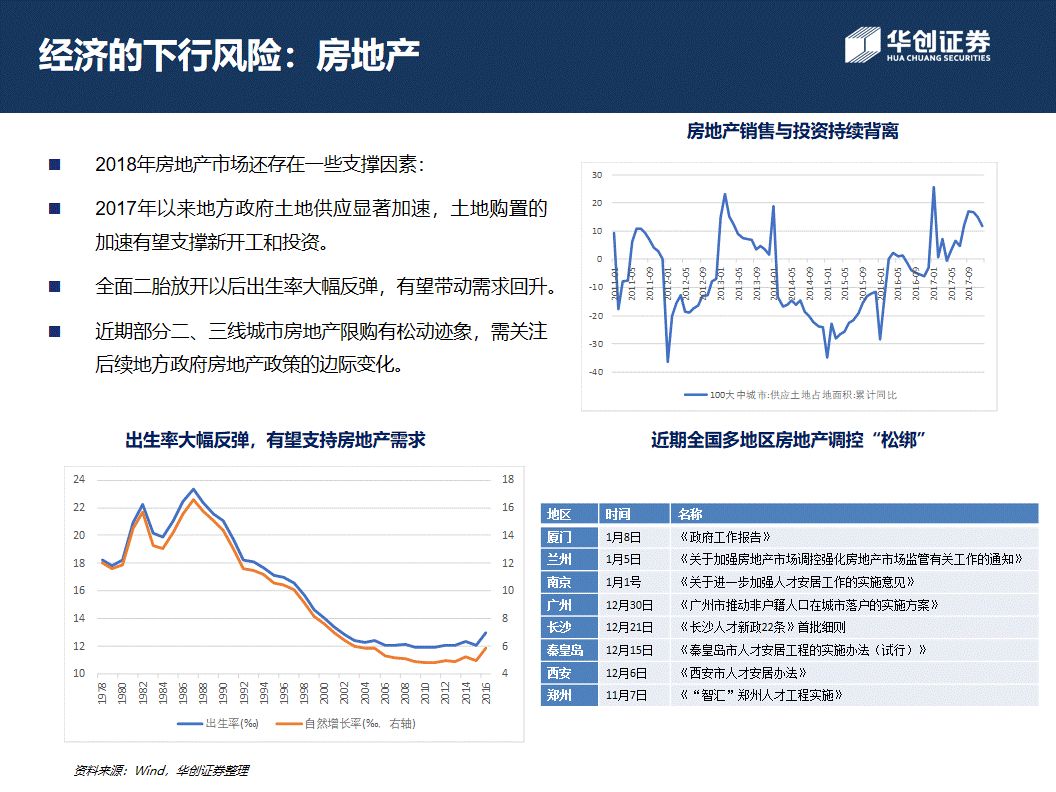 经济的下行风险：房地产
华创证券
HUA CHUANG SECURITIES
2018年房地产市场还存在一些支撑因素：
2017年以来地方政府土地供应显著加速，土地购置的
加速有望支撑新开工和投资。
全面二胎放开以后出生率大幅反弹，有望带动需求回升。
近期部分二、三线城市房地产限购有松动迹象，需关注
后续地方政府房地产政策的边际变化。
房地产销售与投资持续背离
30
20
10
0
-10
-20
-30
-40
2011-01 2011-05 2011-09 2012-01 2012-05 2012-09 2013-01 2013-05 2013-09 2014-01 2014-05 2014-09 2015-01 2015-05 2015-09 2016-01 2016-05 2016-09 2017-01 2017-05 2017-09
100大中城市:供应土地占地面积:累计同比
出生率大幅反弹，有望支持房地产需求
24 18
22 16
20 14
18 12
16 10
14 8
12 6
10 4
1978 1980 1982 1984 1986 1988 1990 1992 1994 1996 1998 2000 2002 2004 2006 2008 2010 2012 2014 2016
出生率(‰) 自然增长率(‰，右轴)
近期全国多地区房地产调控“松绑”
地区 时间 名称
厦门 1月8日 《政府工作报告》
兰州 1月5日 《关于加强房地产市场调控强化房地产市场监管有关工作的通知》
南京 1月1号 《关于进一步加强人才安居工作的实施意见》
广州 12月30日 《广州市推动非户籍人口在城市落户的实施方案》
长沙 12月21日 《长沙人才新政22条》首批细则
秦皇岛 12月15日 《秦皇岛市人才安居工程的实施办法（试行）》
西安 12月6日 《西安市人才安居办法》
郑州 11月7日 《“智汇”郑州人才工程实施》
资料来源：Wind，华创证券整理